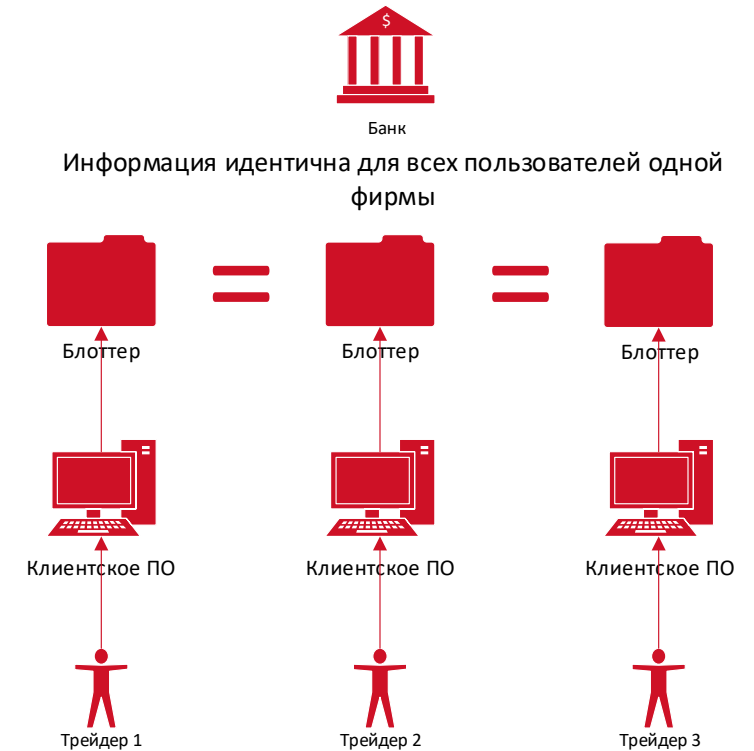 $
Банк
Информация идентична для всех пользователей одной
фирмы
Блоттер
Блоттер
Блоттер
Клиентское ПО
Клиентское ПО
Клиентское ПО
Трейдер 1
Трейдер 2
Трейдер 3